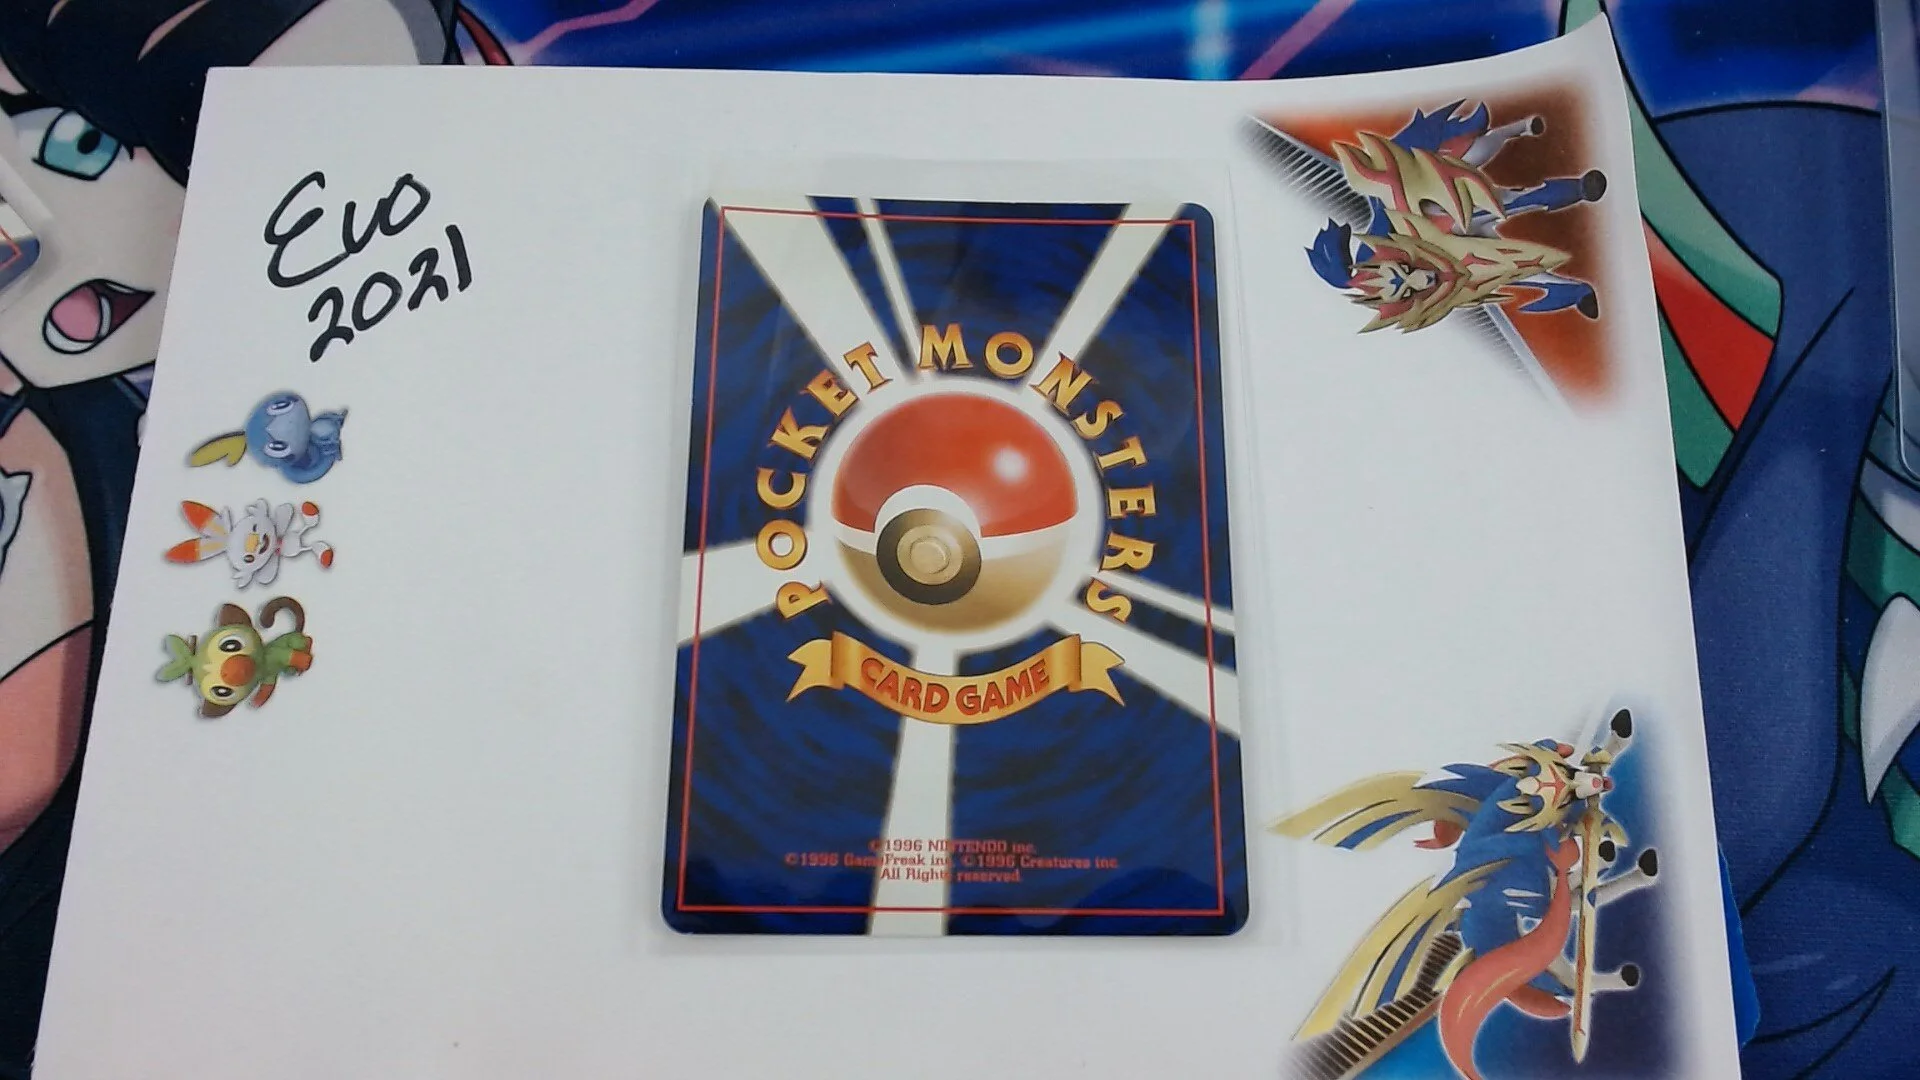 Evo
2021
POCKET MONSTERS
CARD GAME
©1996 NINTENDO inc.
©1996 GameFreak inc. ©1996 Creatures inc.
All Rights reserved.